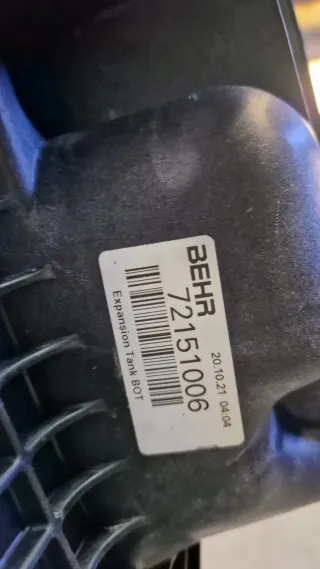 BEHR
20.10.21 04:04
72151006
Expansion Tank BOT